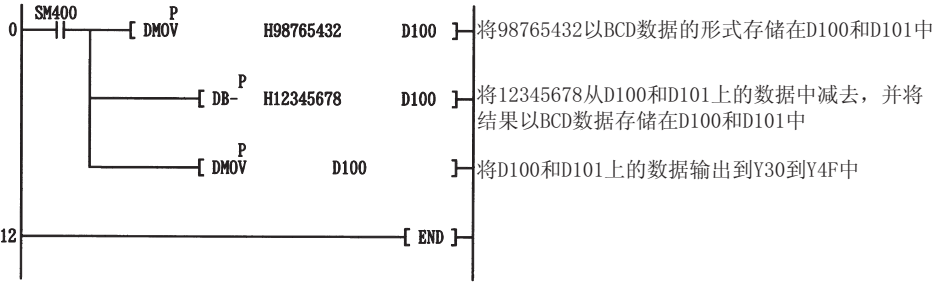 SM400 P
0 DMOV H98765432 D100 将98765432以BCD数据的形式存储在D100和D101中
P
DB- H12345678 D100 将12345678从D100和D101上的数据中减去，并将
结果以BCD数据存储在D100和D101中
P
DMOV D100 将D100和D101上的数据输出到Y30到Y4F中
12 END